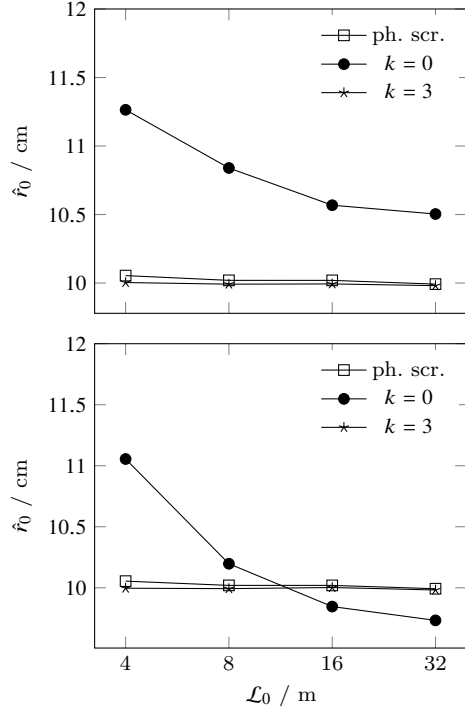 12
11.5
11
10.5
10
r̂₀ / cm
ph. scr.
k = 0
k = 3
12
11.5
11
10.5
10
r̂₀ / cm
ph. scr.
k = 0
k = 3
4 8 16 32
ℒ₀ / m